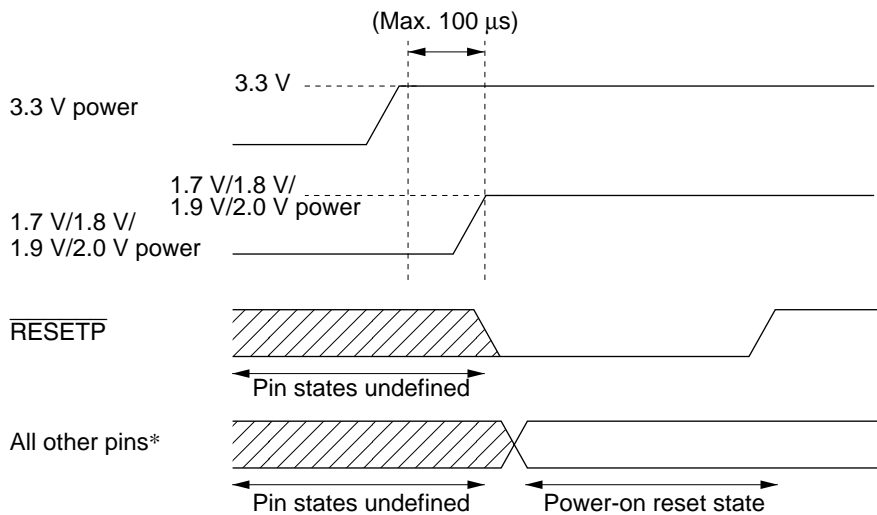 (Max. 100 μs)
3.3 V power
3.3 V
1.7 V/1.8 V/
1.9 V/2.0 V power
1.7 V/1.8 V/
1.9 V/2.0 V power
RESETP
Pin states undefined
All other pins*
Pin states undefined
Power-on reset state